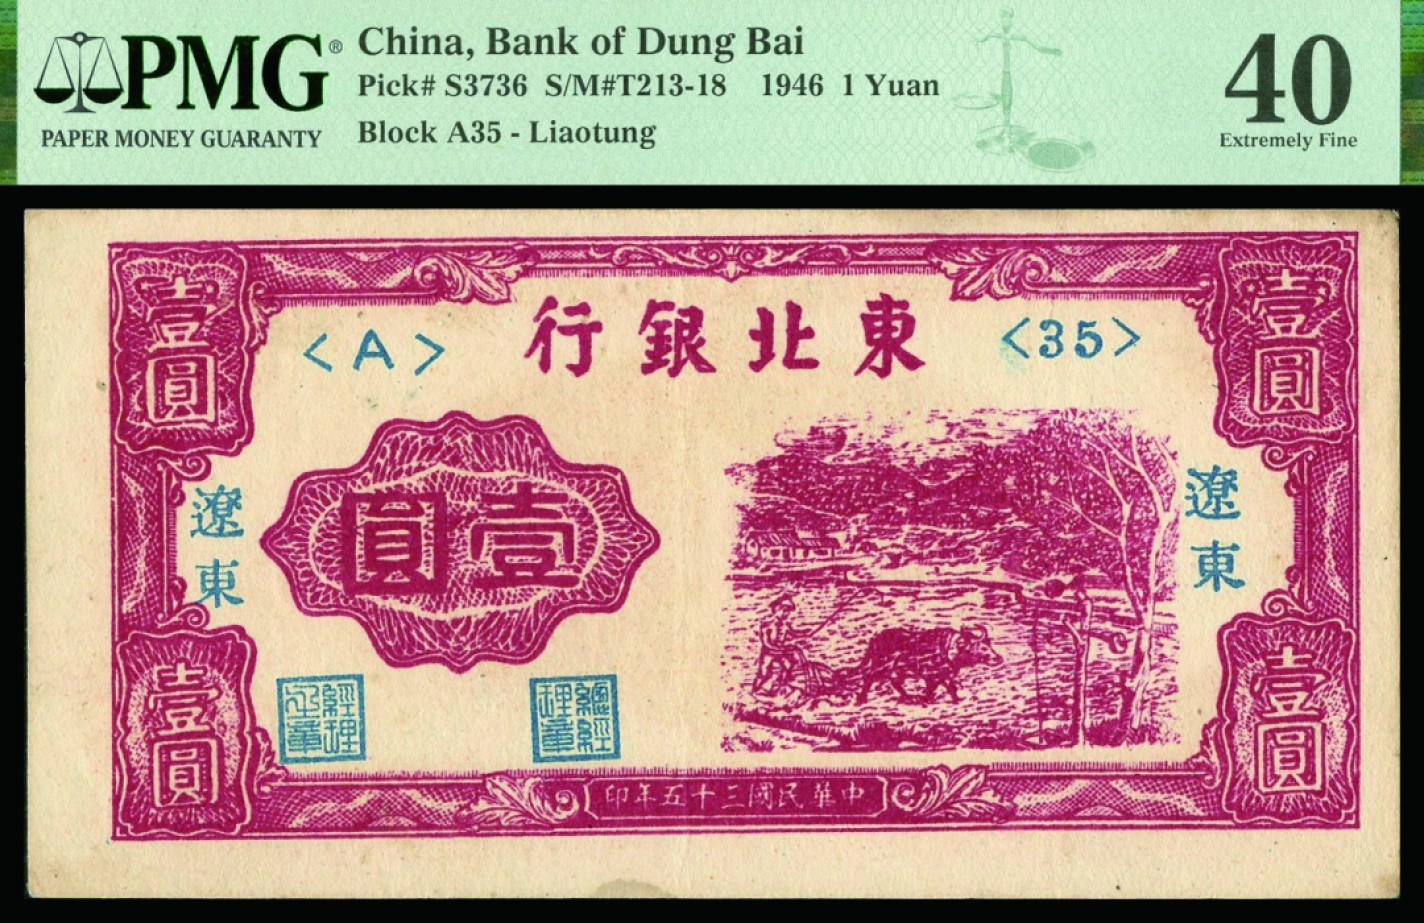 PMG®
PAPER MONEY GUARANTY
China, Bank of Dung Bai
Pick# S3736 S/M#T213-18 1946 1 Yuan
Block A35 - Liaotung
40
Extremely Fine
壹圓
壹圓
<A>
行銀北東
<35>
遼東
圓壹
遼東
經理之章
總經理章
壹圓
壹圓
印年五十三國民華中